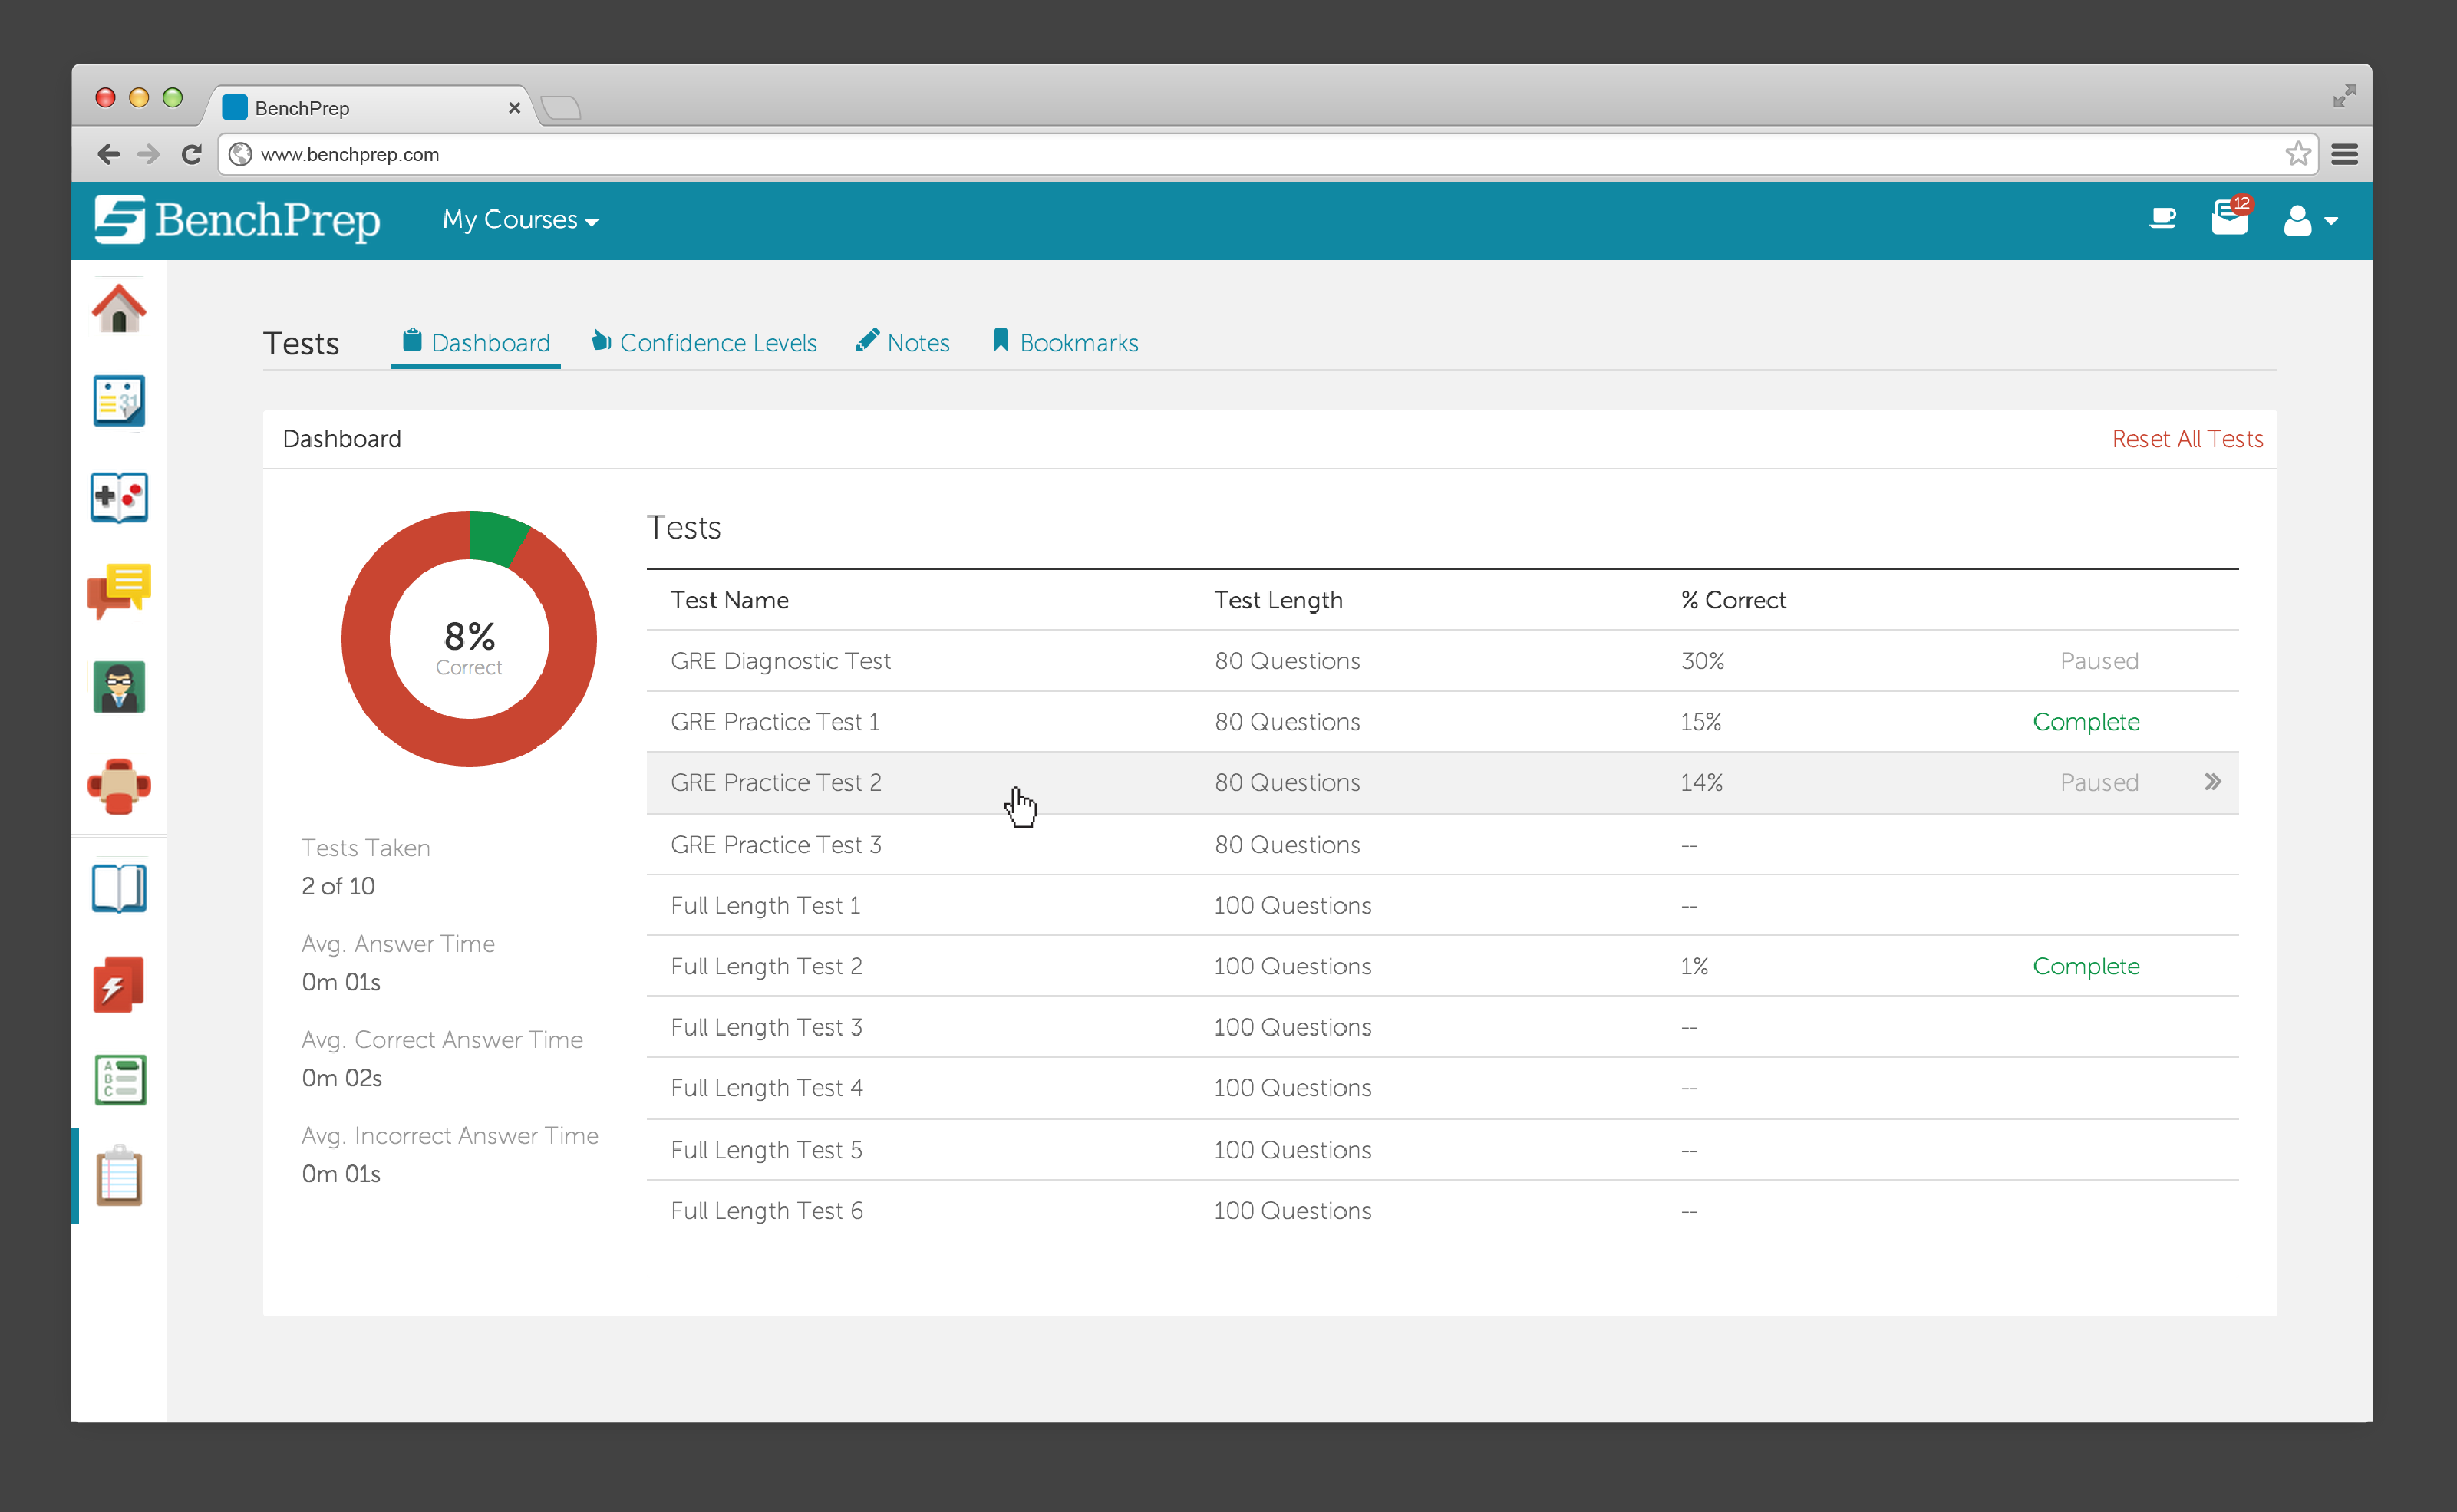 BenchPrep
www.benchprep.com
BenchPrep My Courses 12
Tests Dashboard Confidence Levels Notes Bookmarks
Dashboard Reset All Tests
8%
Correct
Tests Taken
2 of 10
Avg. Answer Time
0m 01s
Avg. Correct Answer Time
0m 02s
Avg. Incorrect Answer Time
0m 01s
Tests
Test Name Test Length % Correct
GRE Diagnostic Test 80 Questions 30% Paused
GRE Practice Test 1 80 Questions 15% Complete
GRE Practice Test 2 80 Questions 14% Paused »
GRE Practice Test 3 80 Questions --
Full Length Test 1 100 Questions --
Full Length Test 2 100 Questions 1% Complete
Full Length Test 3 100 Questions --
Full Length Test 4 100 Questions --
Full Length Test 5 100 Questions --
Full Length Test 6 100 Questions --
31
A
B
C